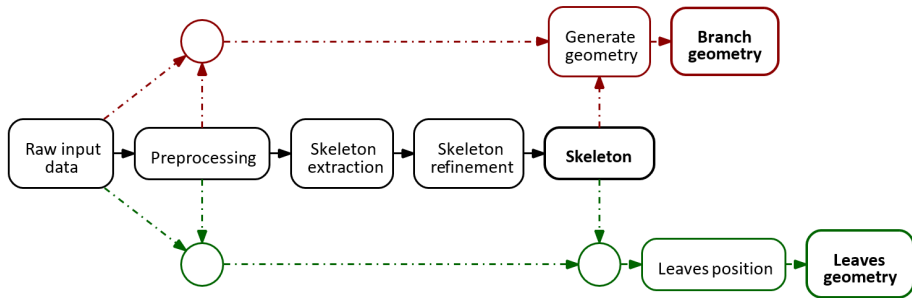 Generate
geometry
Branch
geometry
Raw input
data
Preprocessing
Skeleton
extraction
Skeleton
refinement
Skeleton
Leaves position
Leaves
geometry